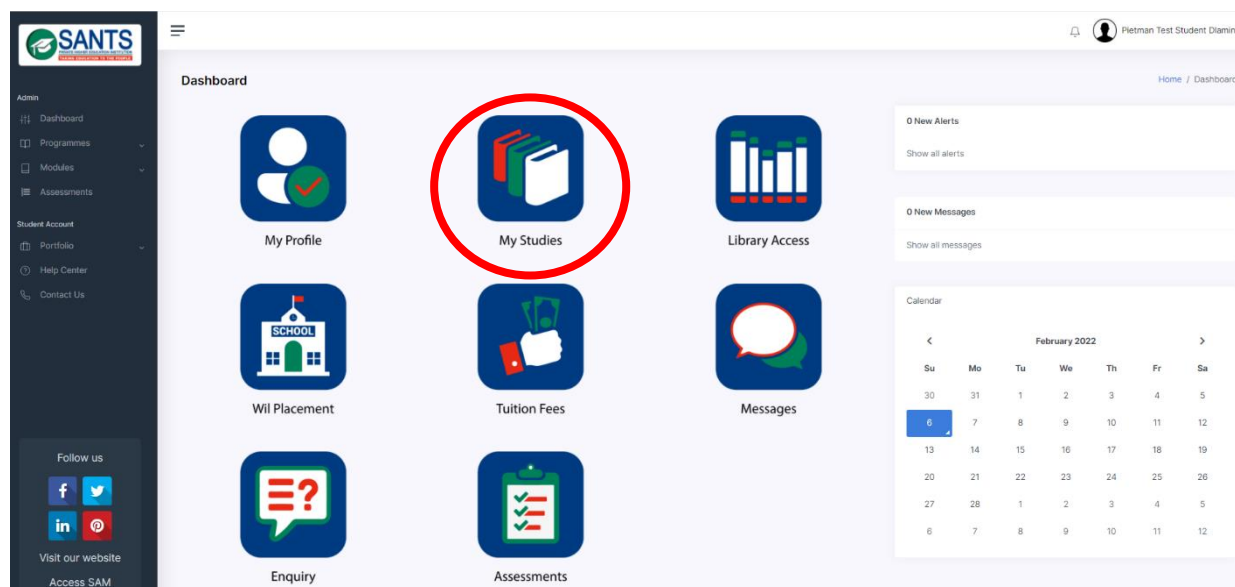 SANTS
PRIVATE HIGHER EDUCATION INSTITUTION
TAKING EDUCATION TO THE PEOPLE
Admin
Dashboard
Programmes
Modules
Assessments
Student Account
Portfolio
Help Center
Contact Us
Follow us
Visit our website
Access SAM
Pietman Test Student Dlamin
Dashboard
Home / Dashboard
My Profile
My Studies
Library Access
SCHOOL
Wil Placement
Tuition Fees
Messages
Enquiry
Assessments
0 New Alerts
Show all alerts
0 New Messages
Show all messages
Calendar
February 2022
Su Mo Tu We Th Fr Sa
30 31 1 2 3 4 5
6 7 8 9 10 11 12
13 14 15 16 17 18 19
20 21 22 23 24 25 26
27 28 1 2 3 4 5
6 7 8 9 10 11 12